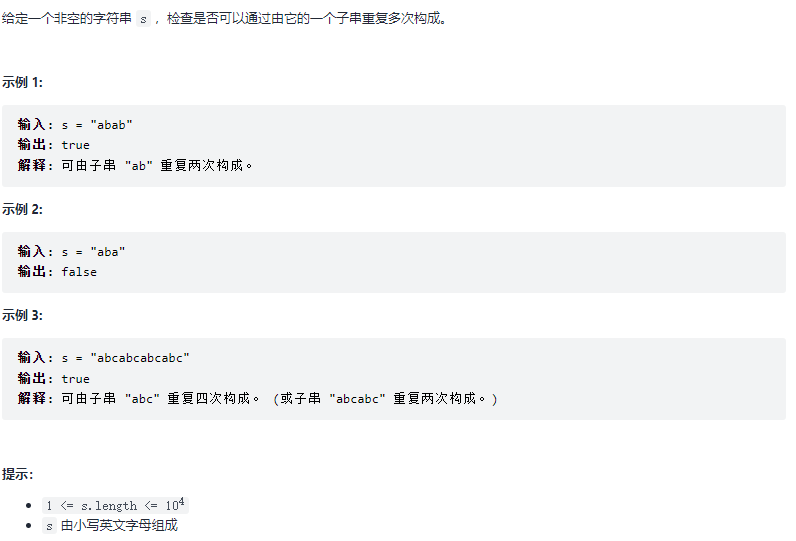 给定一个非空的字符串 s ，检查是否可以通过由它的一个子串重复多次构成。
示例 1:
输入: s = "abab"
输出: true
解释: 可由子串 "ab" 重复两次构成。
示例 2:
输入: s = "aba"
输出: false
示例 3:
输入: s = "abcabcabcabc"
输出: true
解释: 可由子串 "abc" 重复四次构成。 (或子串 "abcabc" 重复两次构成。)
提示：
1 <= s.length <= 10⁴
s 由小写英文字母组成